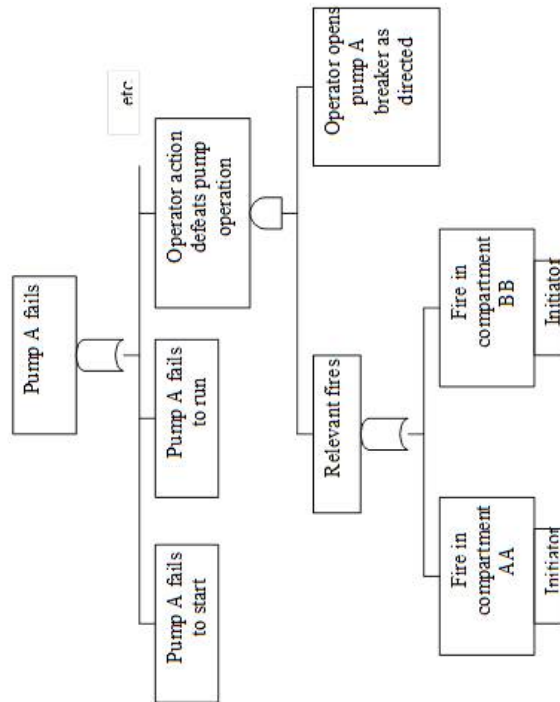 Pump A fails
Pump A fails
to start
Pump A fails
to run
Operator action
defeats pump
operation
etc.
Relevant fires
Operator opens
pump A
breaker as
directed
Fire in
compartment
AA
Fire in
compartment
BB
Initiator
Initiator